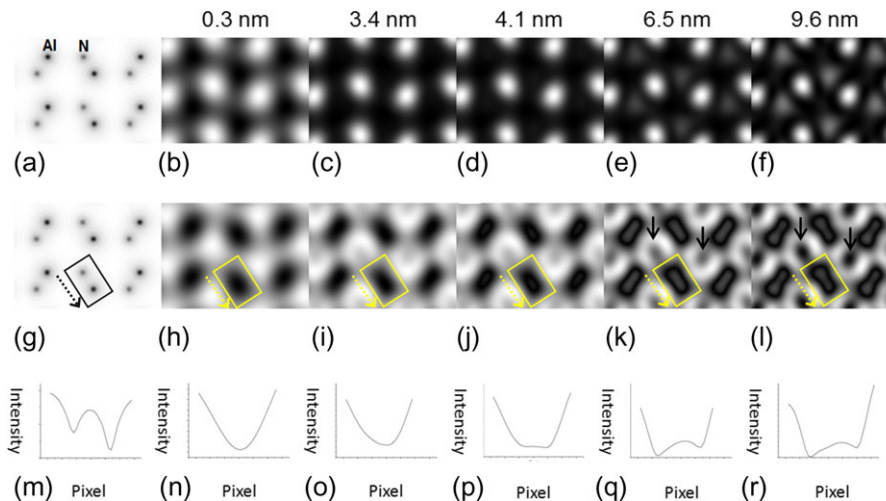 0.3 nm 3.4 nm 4.1 nm 6.5 nm 9.6 nm
Al N
(a) (b) (c) (d) (e) (f)
(g) (h) (i) (j) (k) (l)
Intensity Intensity Intensity Intensity Intensity
(m) Pixel (n) Pixel (o) Pixel (p) Pixel (q) Pixel (r) Pixel